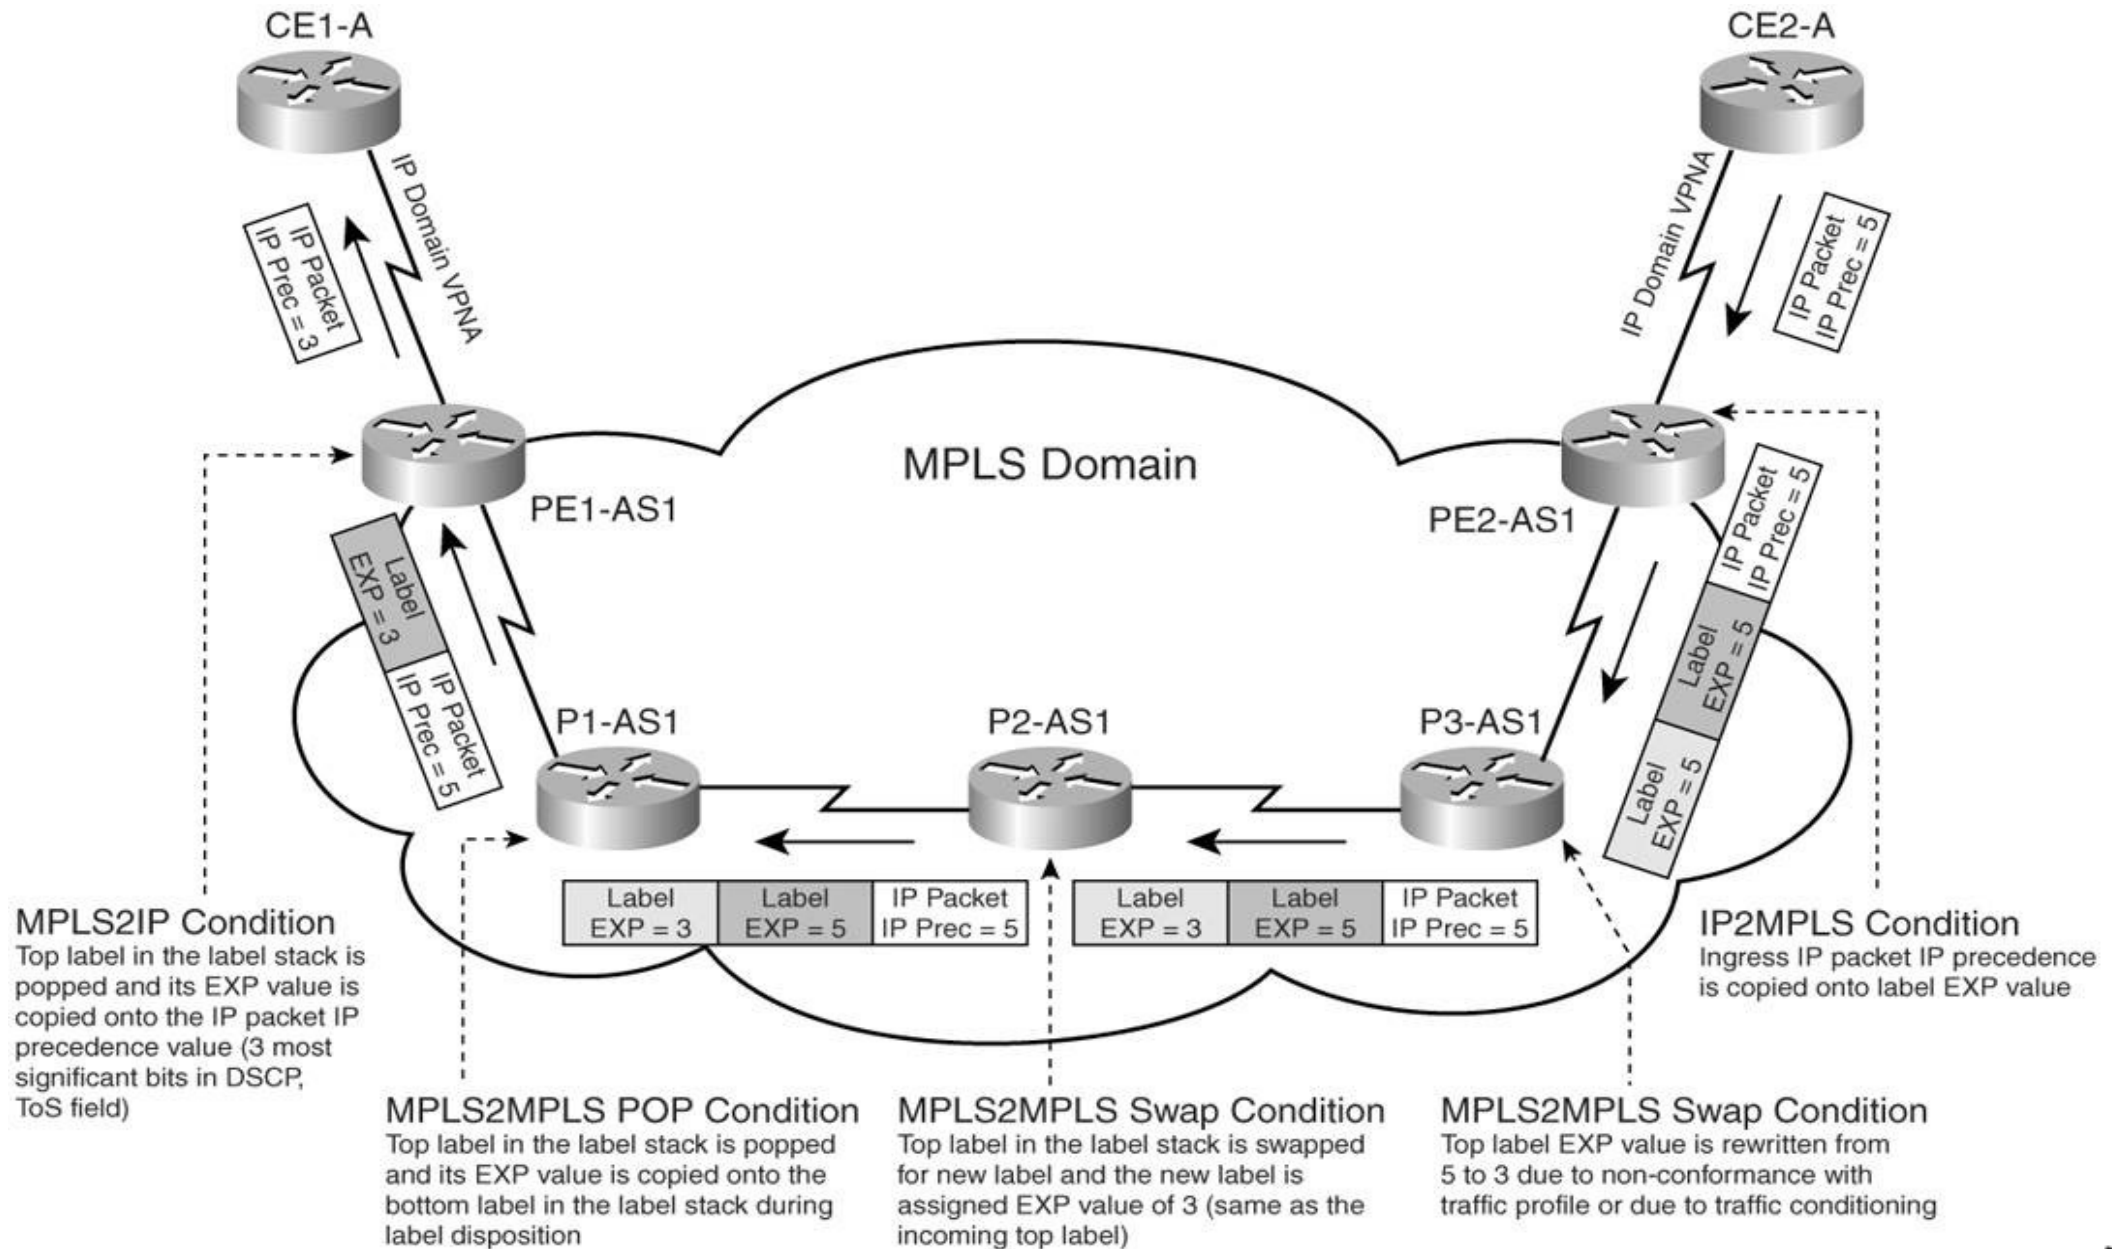 CE1-A
CE2-A
IP Domain VPNA
IP Packet
IP Prec = 3
IP Domain VPNA
IP Packet
IP Prec = 5
MPLS Domain
PE1-AS1
PE2-AS1
IP Packet
IP Prec = 5
Label
EXP = 5
Label
EXP = 5
Label
EXP = 3
IP Packet
IP Prec = 5
P1-AS1
P2-AS1
P3-AS1
Label
EXP = 3
Label
EXP = 5
IP Packet
IP Prec = 5
Label
EXP = 3
Label
EXP = 5
IP Packet
IP Prec = 5
MPLS2IP Condition
Top label in the label stack is
popped and its EXP value is
copied onto the IP packet IP
precedence value (3 most
significant bits in DSCP,
ToS field)
IP2MPLS Condition
Ingress IP packet IP precedence
is copied onto label EXP value
MPLS2MPLS POP Condition
Top label in the label stack is popped
and its EXP value is copied onto the
bottom label in the label stack during
label disposition
MPLS2MPLS Swap Condition
Top label in the label stack is swapped
for new label and the new label is
assigned EXP value of 3 (same as the
incoming top label)
MPLS2MPLS Swap Condition
Top label EXP value is rewritten from
5 to 3 due to non-conformance with
traffic profile or due to traffic conditioning